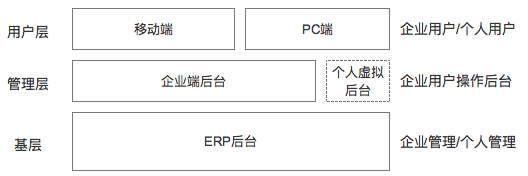 用户层
移动端
PC端
企业用户/个人用户
管理层
企业端后台
个人虚拟
后台
企业用户操作后台
基层
ERP后台
企业管理/个人管理